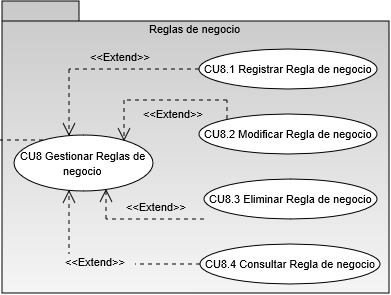 Reglas de negocio
<<Extend>>
CU8.1 Registrar Regla de negocio
<<Extend>>
CU8.2 Modificar Regla de negocio
CU8 Gestionar Reglas de
negocio
CU8.3 Eliminar Regla de negocio
<<Extend>>
<<Extend>>
CU8.4 Consultar Regla de negocio